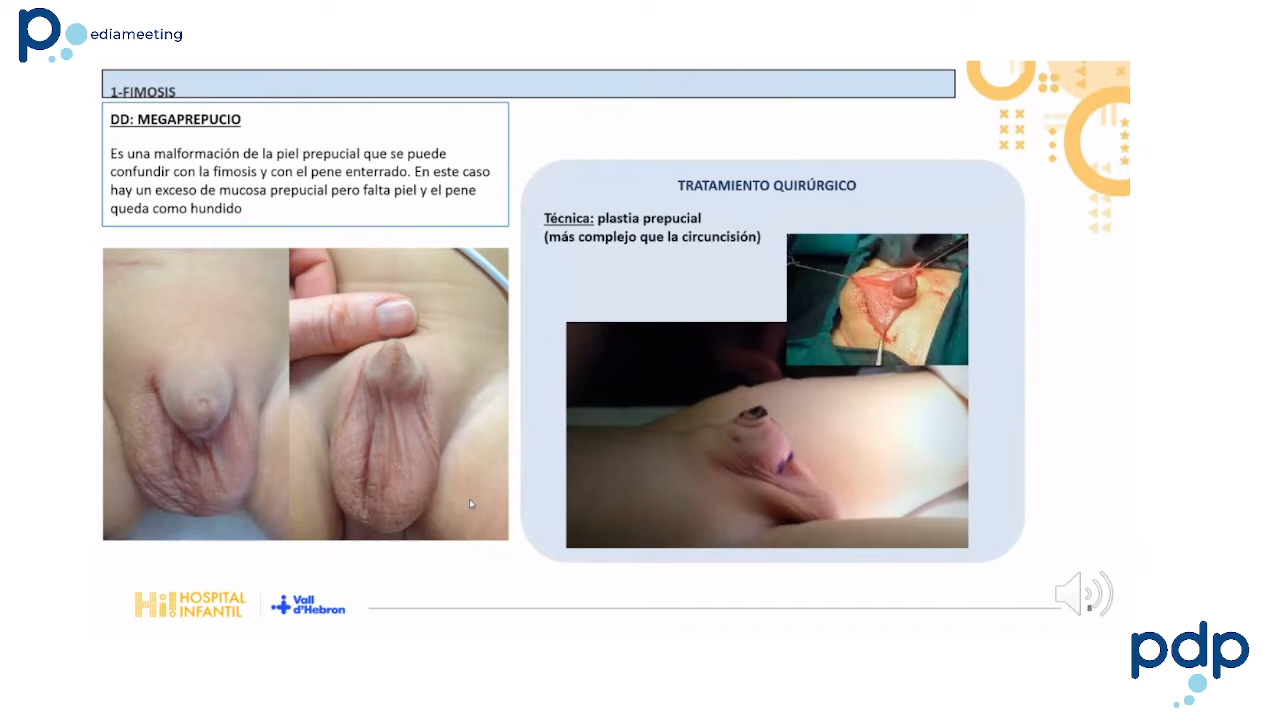 p ediameeting
1-FIMOSIS
DD: MEGAPREPUCIO
Es una malformación de la piel prepucial que se puede
confundir con la fimosis y con el pene enterrado. En este caso
hay un exceso de mucosa prepucial pero falta piel y el pene
queda como hundido
TRATAMIENTO QUIRÚRGICO
Técnica: plastia prepucial
(más complejo que la circuncisión)
Hi! HOSPITAL
INFANTIL
Vall
d'Hebron
8
pdp